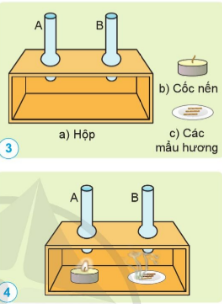 A B
b) Cốc nến
a) Hộp
c) Các
mẩu hương
3
A B
4